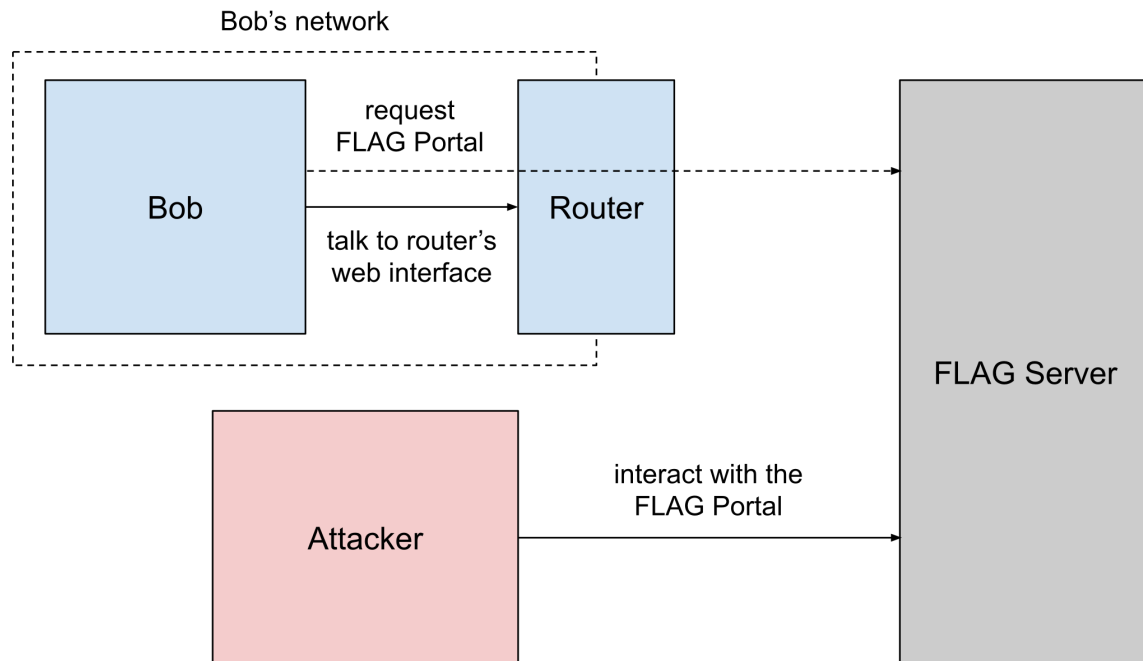 Bob's network
request
FLAG Portal
Bob
Router
talk to router's
web interface
FLAG Server
interact with the
FLAG Portal
Attacker